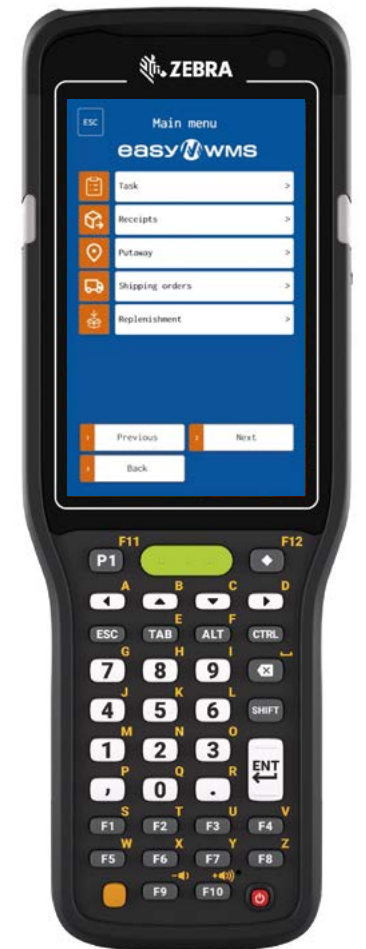 ZEBRA
ESC Main menu
easy WMS
Task >
Receipts >
Putaway >
Shipping orders >
Replenishment >
Previous Next
Back
F11 F12
P1
A B C D
E F
ESC TAB ALT CTRL
G H I
7 8 9
J K L
4 5 6 SHIFT
M N O
1 2 3 ENT
P Q R
, 0 .
S T U V
F1 F2 F3 F4
W X Y Z
F5 F6 F7 F8
- +
F9 F10